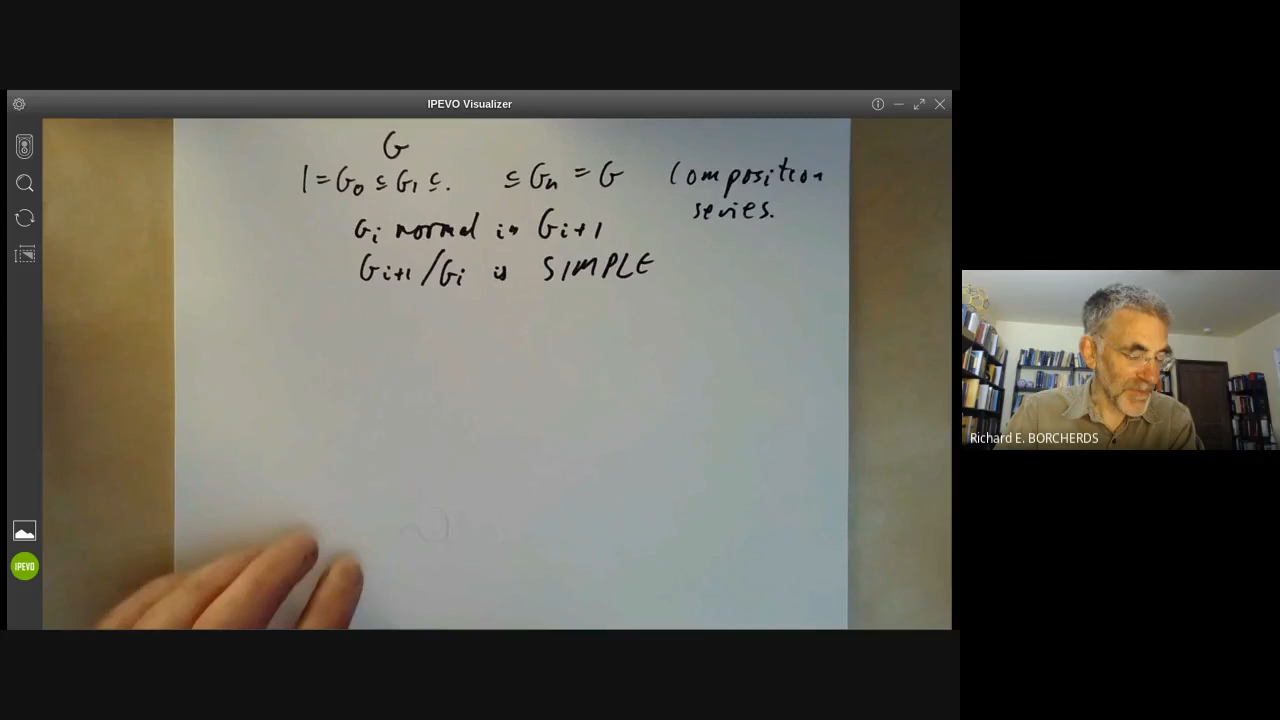 IPEVO Visualizer
G
1 = G₀ ⊆ G₁ ⊆ . ⊆ Gₙ = G Composition
series.
Gᵢ normal in Gᵢ₊₁
Gᵢ₊₁ / Gᵢ is SIMPLE
Richard E. BORCHERDS
IPEVO